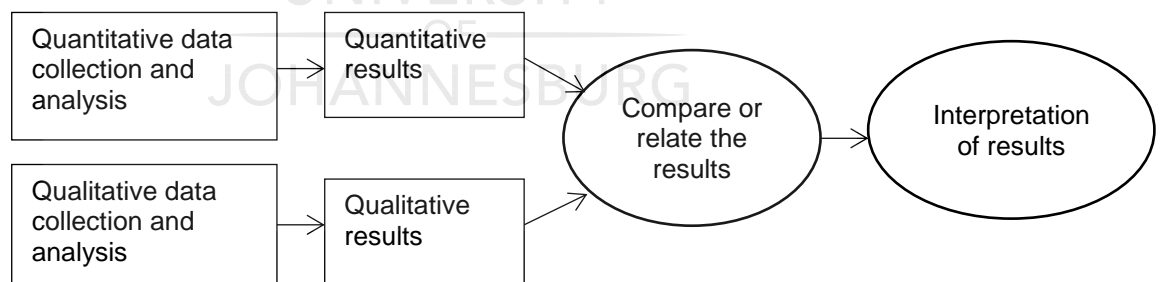 UNIVERSITY
OF
JOHANNESBURG
Quantitative data
collection and
analysis
Quantitative
results
Qualitative data
collection and
analysis
Qualitative
results
Compare or
relate the
results
Interpretation
of results